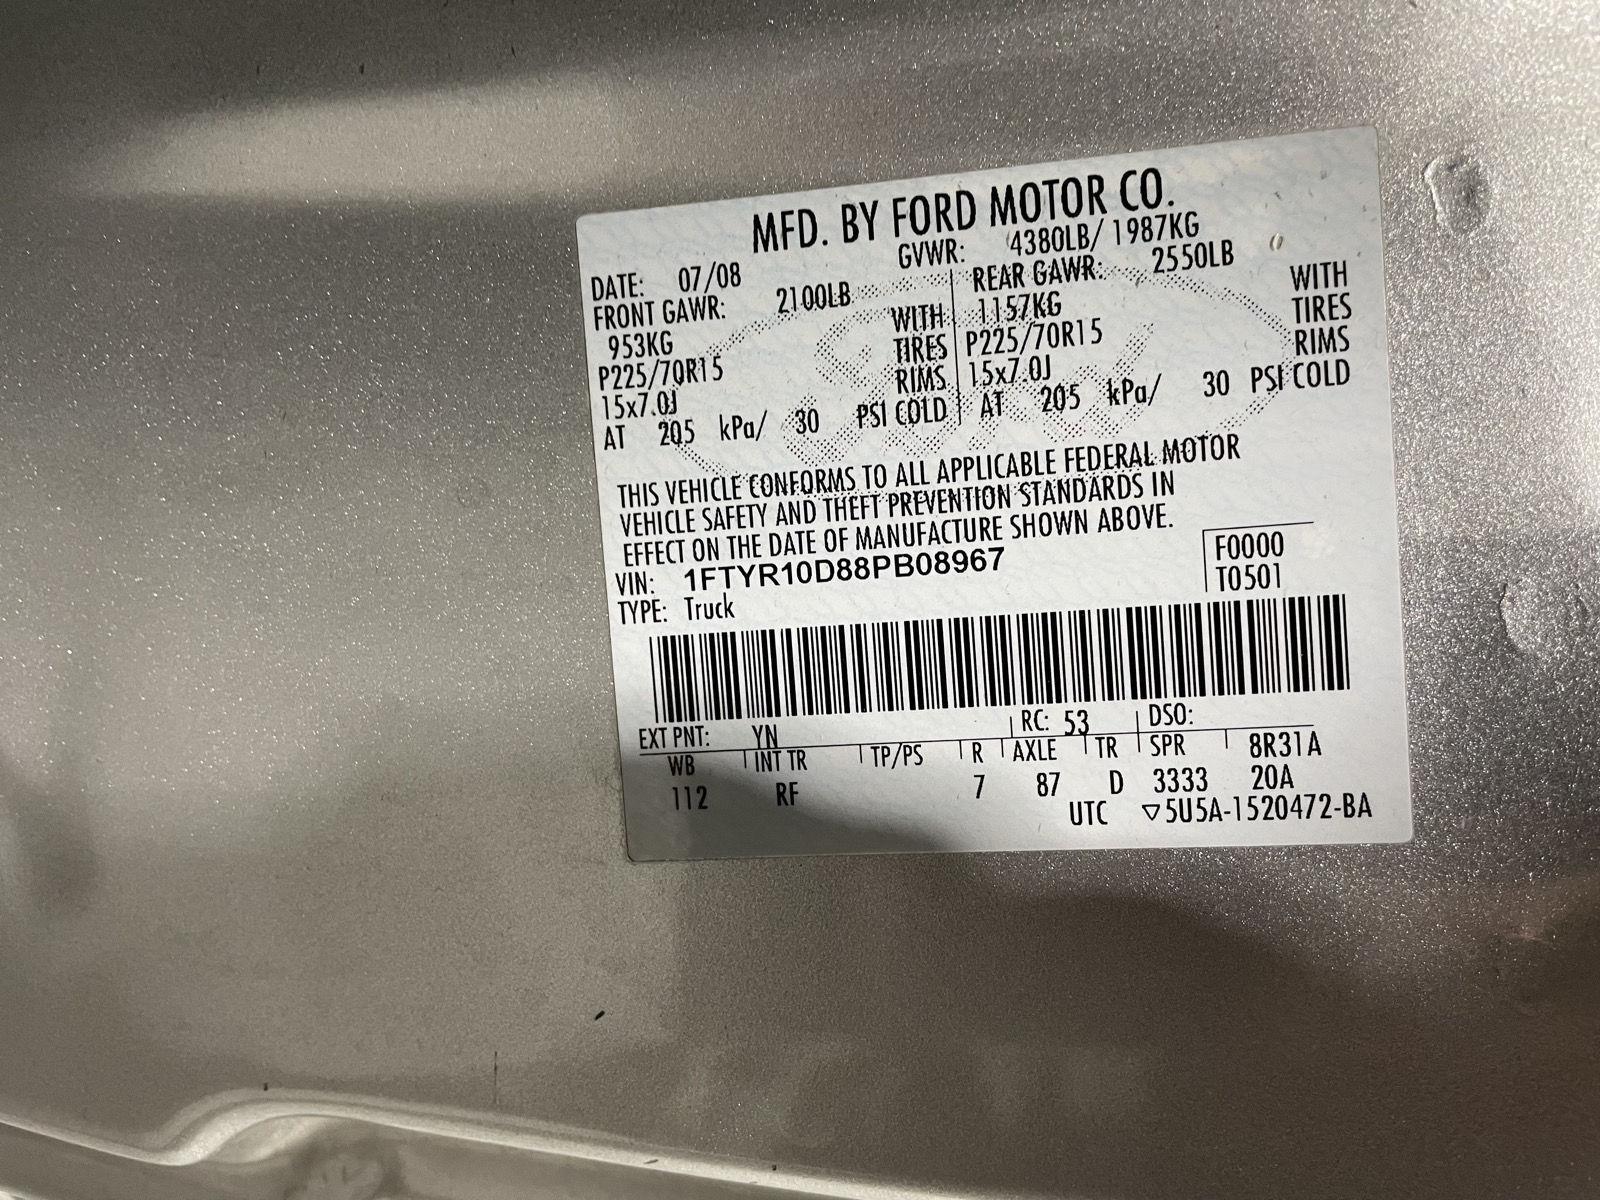 MFD. BY FORD MOTOR CO.
DATE: 07/08 GVWR: 4380LB/ 1987KG
FRONT GAWR: 2100LB REAR GAWR: 2550LB
953KG WITH 1157KG WITH
P225/70R15 TIRES P225/70R15 TIRES
15x7.0J RIMS 15x7.0J RIMS
AT 205 kPa/ 30 PSI COLD AT 205 kPa/ 30 PSI COLD
THIS VEHICLE CONFORMS TO ALL APPLICABLE FEDERAL MOTOR
VEHICLE SAFETY AND THEFT PREVENTION STANDARDS IN
EFFECT ON THE DATE OF MANUFACTURE SHOWN ABOVE.
VIN: 1FTYR10D88PB08967 F0000
TYPE: Truck T0501
EXT PNT: YN RC: 53 DSO:
WB INT TR TP/PS R AXLE TR SPR 8R31A
112 RF 7 87 D 3333 20A
UTC ▽5U5A-1520472-BA